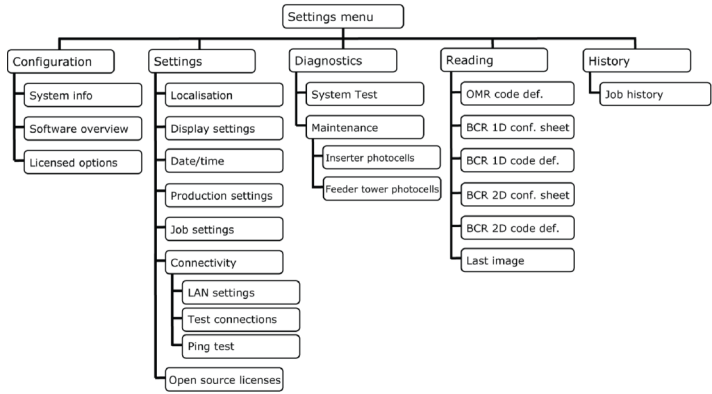 Settings menu
Configuration
System info
Software overview
Licensed options
Settings
Localisation
Display settings
Date/time
Production settings
Job settings
Connectivity
LAN settings
Test connections
Ping test
Open source licenses
Diagnostics
System Test
Maintenance
Inserter photocells
Feeder tower photocells
Reading
OMR code def.
BCR 1D conf. sheet
BCR 1D code def.
BCR 2D conf. sheet
BCR 2D code def.
Last image
History
Job history